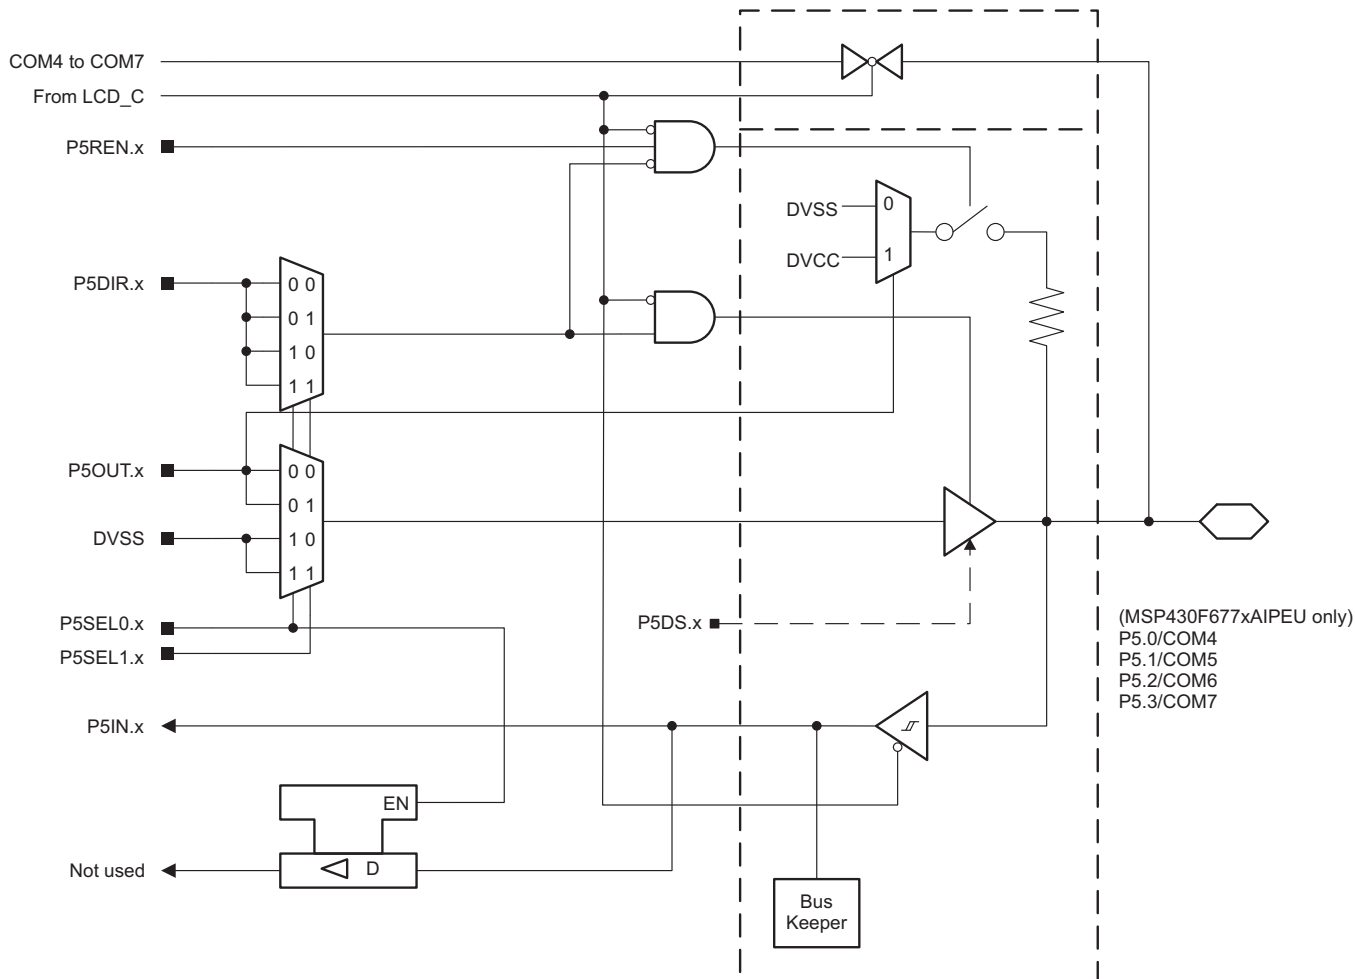 COM4 to COM7
From LCD_C
P5REN.x
DVSS
0
DVCC
1
P5DIR.x
0 0
0 1
1 0
1 1
P5OUT.x
0 0
0 1
DVSS
1 0
1 1
P5SEL0.x
P5SEL1.x
P5DS.x
(MSP430F677xAIPEU only)
P5.0/COM4
P5.1/COM5
P5.2/COM6
P5.3/COM7
P5IN.x
EN
Not used
D
Bus
Keeper